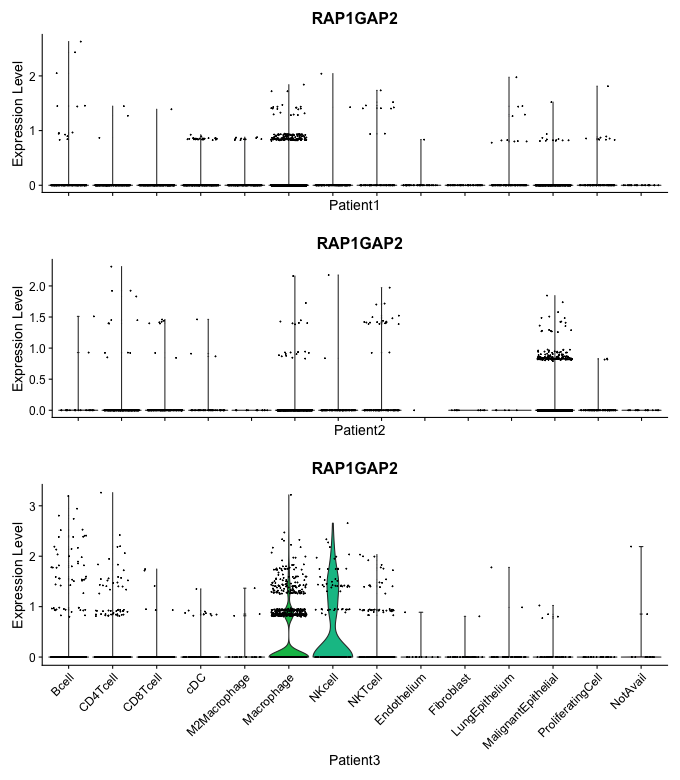 RAP1GAP2
Expression Level
2
1
0
Patient1
RAP1GAP2
Expression Level
2.0
1.5
1.0
0.5
0.0
Patient2
RAP1GAP2
Expression Level
3
2
1
0
Bcell
CD4Tcell
CD8Tcell
cDC
M2Macrophage
Macrophage
NKcell
NKTcell
Endothelium
Fibroblast
LungEpithelium
MalignantEpithelial
ProliferatingCell
NotAvail
Patient3